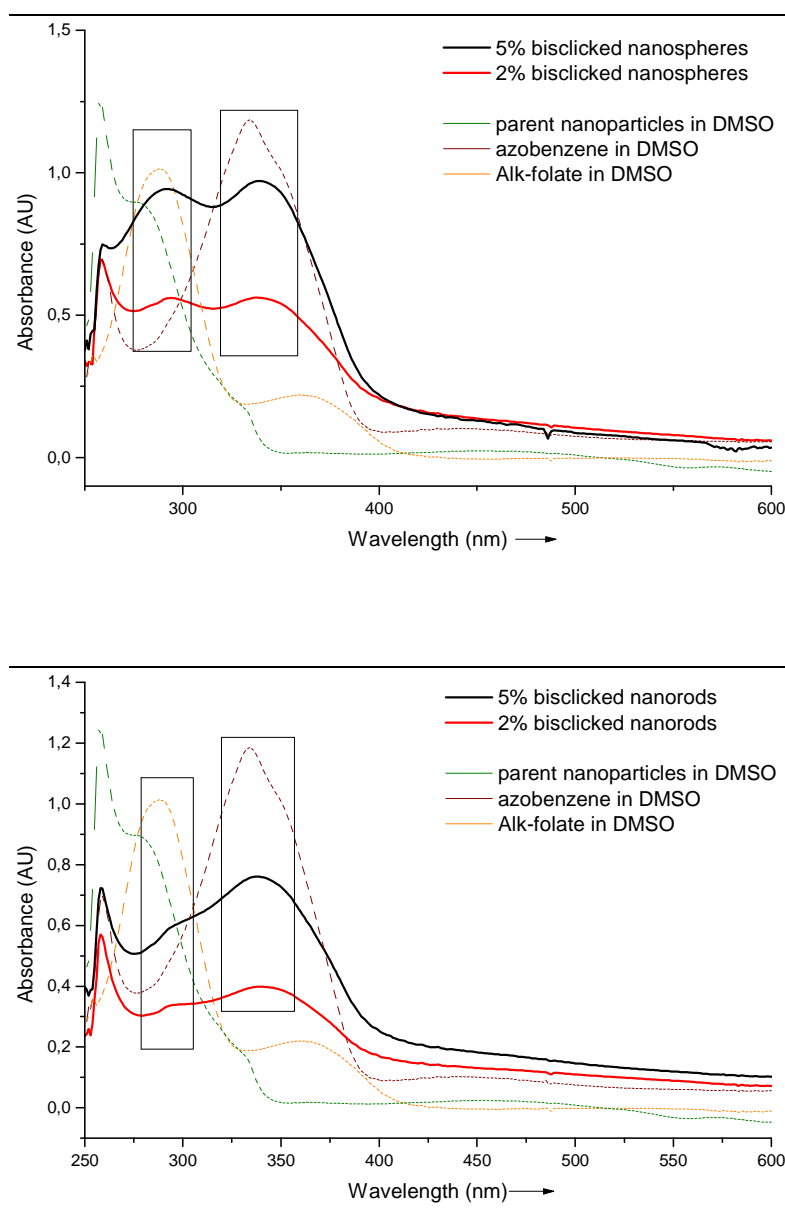 5% bisclicked nanospheres
2% bisclicked nanospheres
parent nanoparticles in DMSO
azobenzene in DMSO
Alk-folate in DMSO
Absorbance (AU)
1,5
1,0
0,5
0,0
250 300 350 400 450 500 550 600
Wavelength (nm)
5% bisclicked nanorods
2% bisclicked nanorods
parent nanoparticles in DMSO
azobenzene in DMSO
Alk-folate in DMSO
Absorbance (AU)
1,4
1,2
1,0
0,8
0,6
0,4
0,2
0,0
250 300 350 400 450 500 550 600
Wavelength (nm)